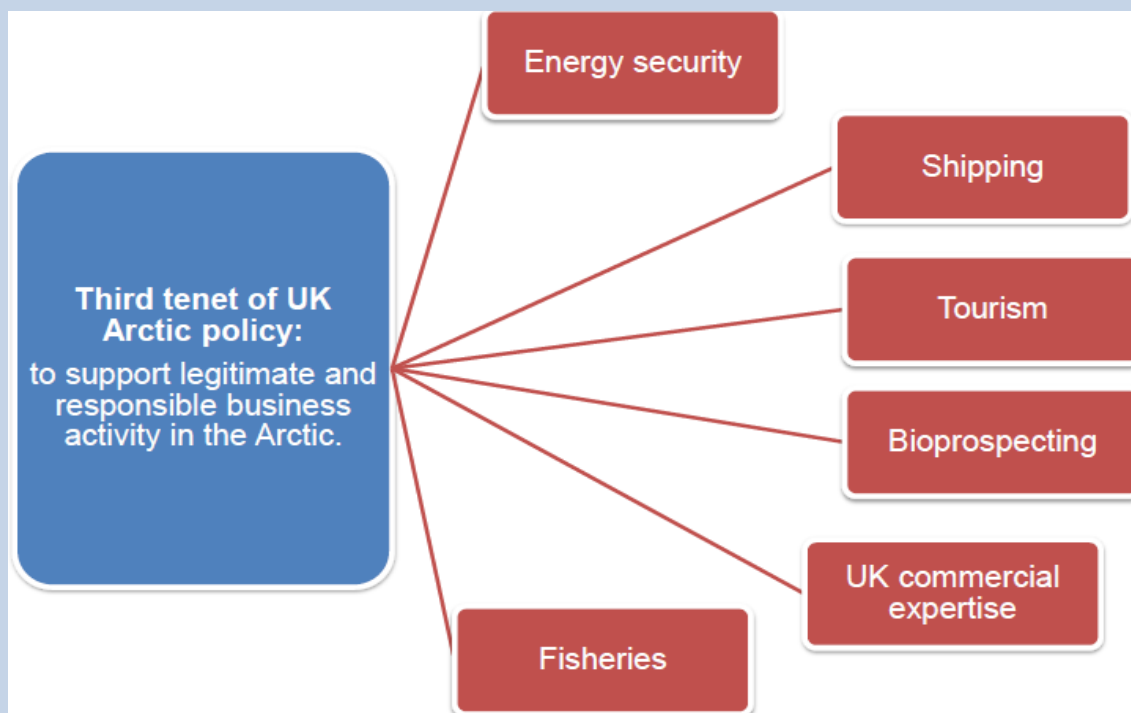 Third tenet of UK
Arctic policy:
to support legitimate and
responsible business
activity in the Arctic.
Energy security
Shipping
Tourism
Bioprospecting
UK commercial
expertise
Fisheries